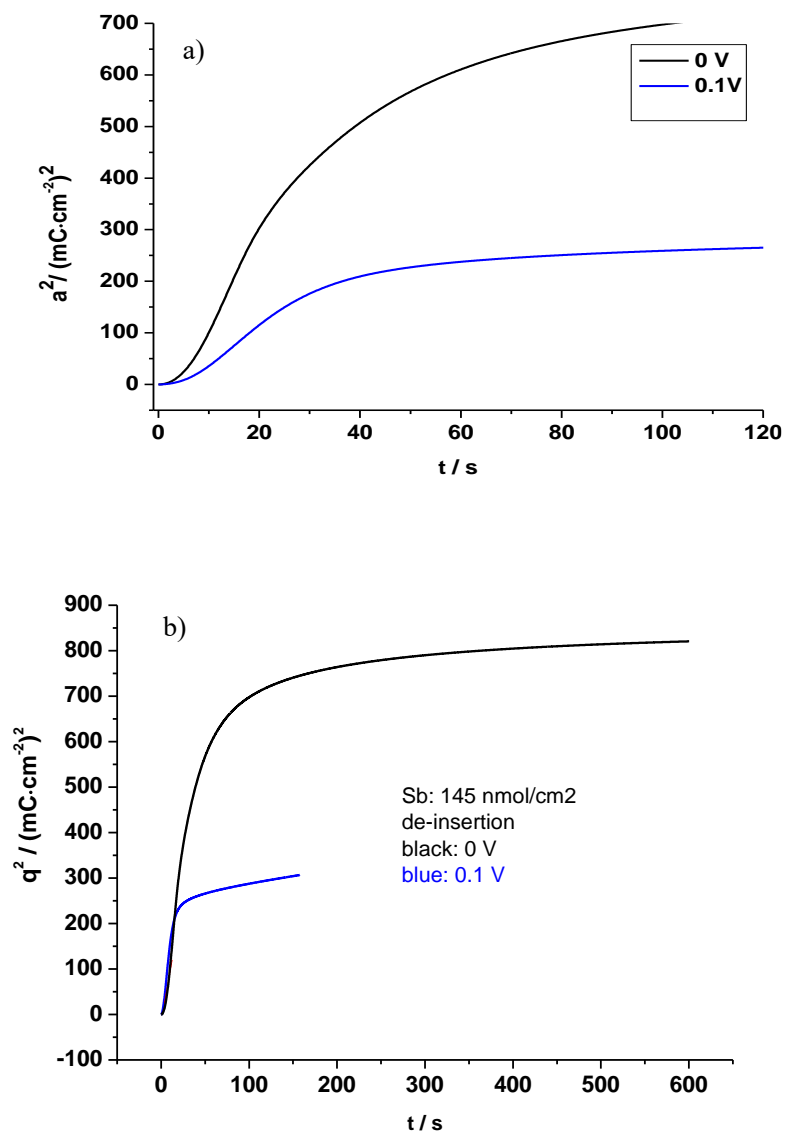 a)
0 V
0.1V
700
600
500
400
300
200
100
0
a²/ (mC·cm⁻²)²
0 20 40 60 80 100 120
t / s
b)
900
800
700
600
500
400
300
200
100
0
-100
q² / (mC·cm⁻²)²
Sb: 145 nmol/cm2
de-insertion
black: 0 V
blue: 0.1 V
0 100 200 300 400 500 600
t / s